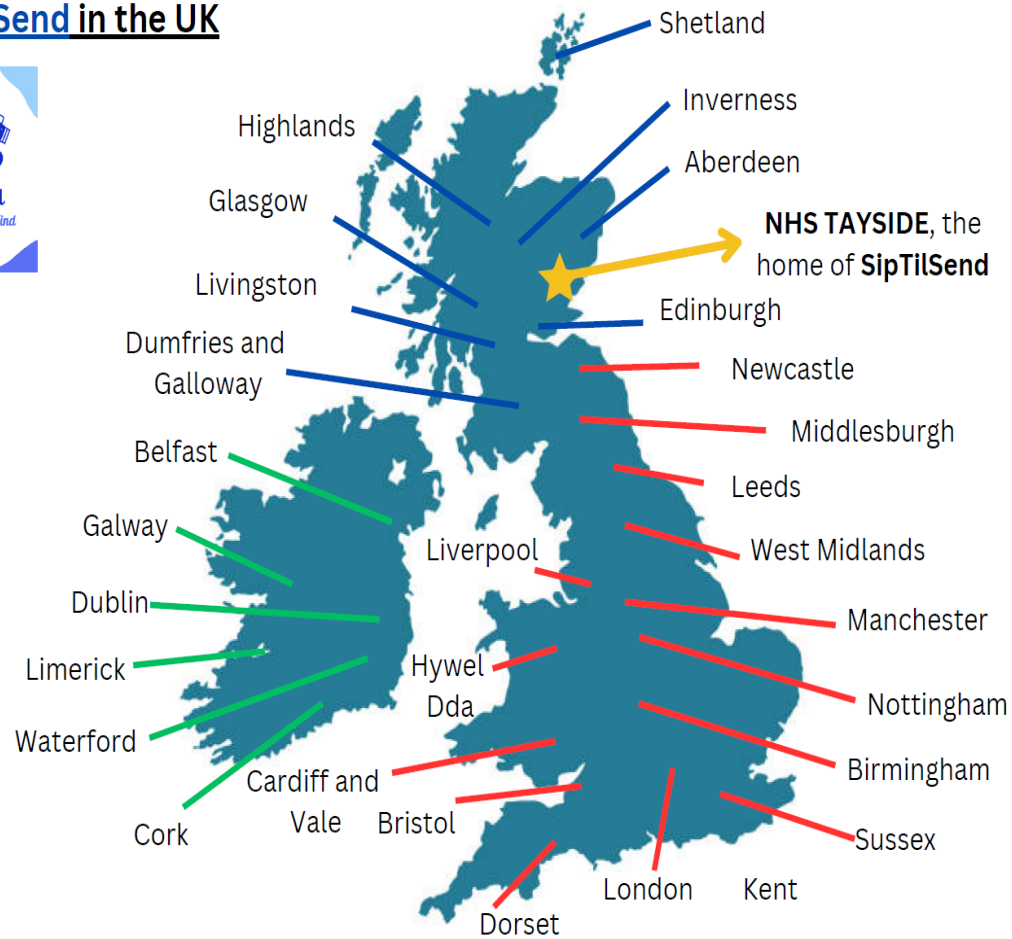 Send in the UK
Shetland
Inverness
Highlands
Aberdeen
Glasgow
NHS TAYSIDE, the
home of SipTilSend
Livingston
Edinburgh
Dumfries and
Galloway
Newcastle
Middlesburgh
Belfast
Leeds
Galway
Liverpool
West Midlands
Dublin
Manchester
Limerick
Hywel
Dda
Nottingham
Waterford
Birmingham
Cardiff and
Vale
Bristol
Cork
Sussex
London
Kent
Dorset